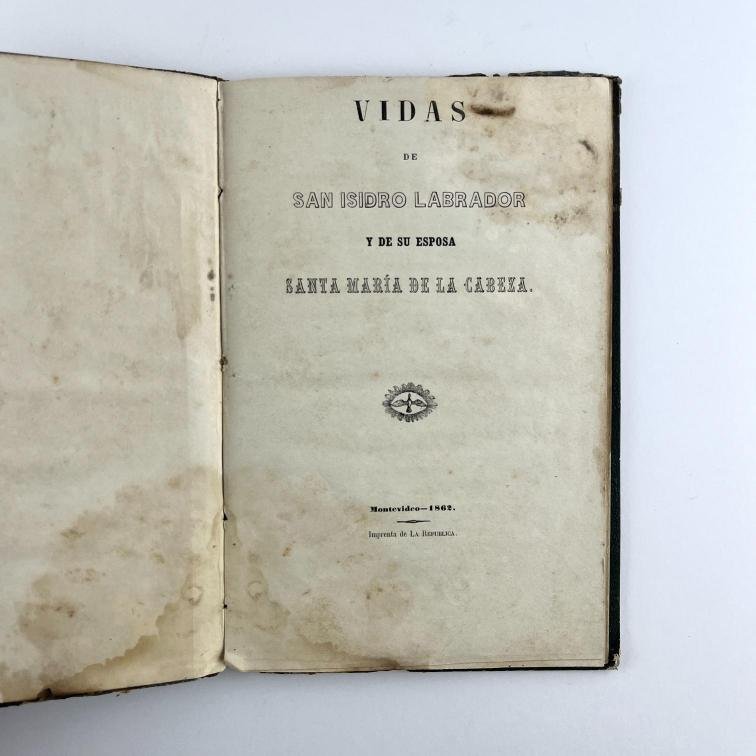 VIDAS
DE
SAN ISIDRO LABRADOR
Y DE SU ESPOSA
SANTA MARÍA DE LA CABEZA.
Montevideo—1862.
Imprenta de LA REPUBLICA.